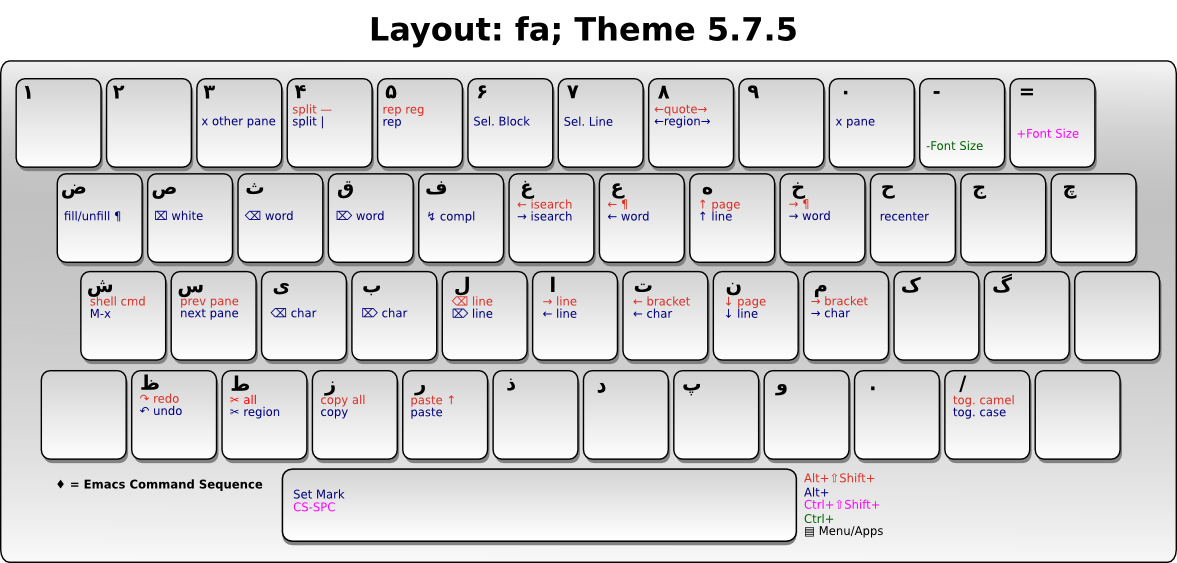 Layout: fa; Theme 5.7.5
۱
۲
۳
x other pane
۴
split —
split |
۵
rep reg
rep
۶
Sel. Block
۷
Sel. Line
۸
←quote→
←region→
۹
۰
x pane
-
-Font Size
=
+Font Size
ض
fill/unfill ¶
ص
⌧ white
ث
⌫ word
ق
⌦ word
ف
↯ compl
غ
← isearch
→ isearch
ع
← ¶
← word
ه
↑ page
↑ line
خ
→ ¶
→ word
ح
recenter
ج
چ
ش
shell cmd
M-x
س
prev pane
next pane
ی
⌫ char
ب
⌦ char
ل
⌫ line
⌦ line
ا
→ line
← line
ت
← bracket
← char
ن
↓ page
↓ line
م
→ bracket
→ char
ک
گ
ظ
↷ redo
↶ undo
ط
✂ all
✂ region
ز
copy all
copy
ر
paste ↑
paste
ذ
د
پ
و
.
/
tog. camel
tog. case
♦ = Emacs Command Sequence
Set Mark
CS-SPC
Alt+⇧Shift+
Alt+
Ctrl+⇧Shift+
Ctrl+
▤ Menu/Apps